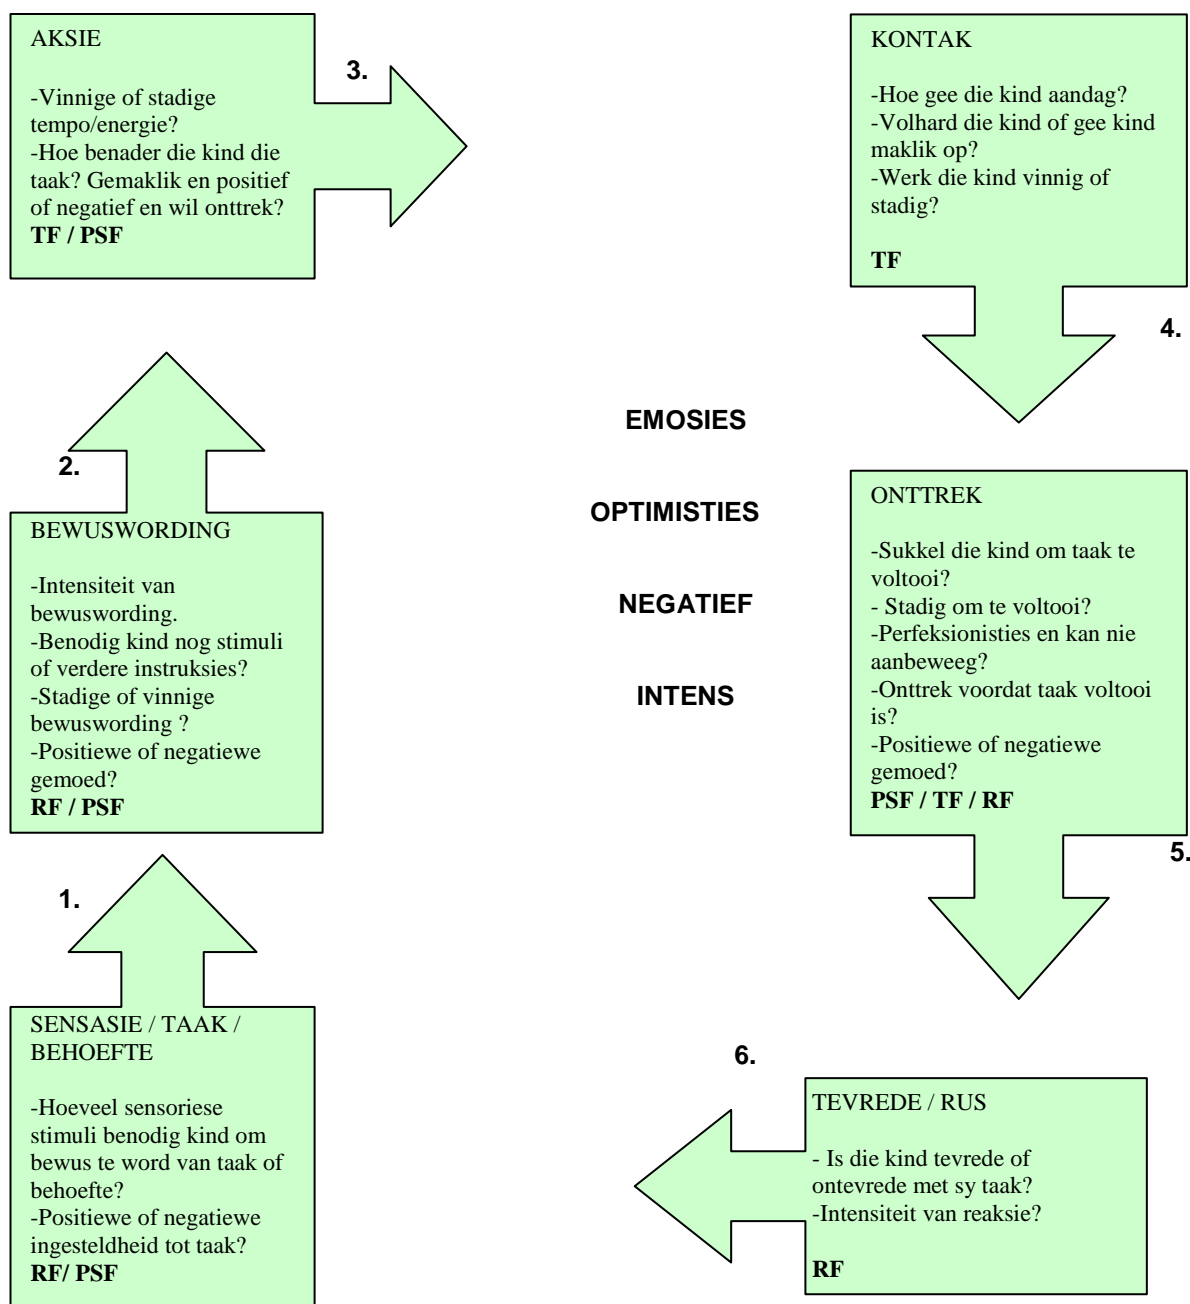 AKSIE
-Vinnige of stadige
tempo/energie?
-Hoe benader die kind die
taak? Gemaklik en positief
of negatief en wil onttrek?
TF / PSF
3.
KONTAK
-Hoe gee die kind aandag?
-Volhard die kind of gee kind
maklik op?
-Werk die kind vinnig of
stadig?
TF
4.
2.
BEWUSWORDING
-Intensiteit van
bewuswording.
-Benodig kind nog stimuli
of verdere instruksies?
-Stadige of vinnige
bewuswording ?
-Positiewe of negatiewe
gemoed?
RF / PSF
EMOSIES
OPTIMISTIES
NEGATIEF
INTENS
ONTTREK
-Sukkel die kind om taak te
voltooi?
- Stadig om te voltooi?
-Perfeksionisties en kan nie
aanbeweeg?
-Onttrek voordat taak voltooi
is?
-Positiewe of negatiewe
gemoed?
PSF / TF / RF
5.
1.
SENSASIE / TAAK /
BEHOEFTE
-Hoeveel sensoriese
stimuli benodig kind om
bewus te word van taak of
behoefte?
-Positiewe of negatiewe
ingesteldheid tot taak?
RF/ PSF
6.
TEVREDE / RUS
- Is die kind tevrede of
ontevrede met sy taak?
-Intensiteit van reaksie?
RF